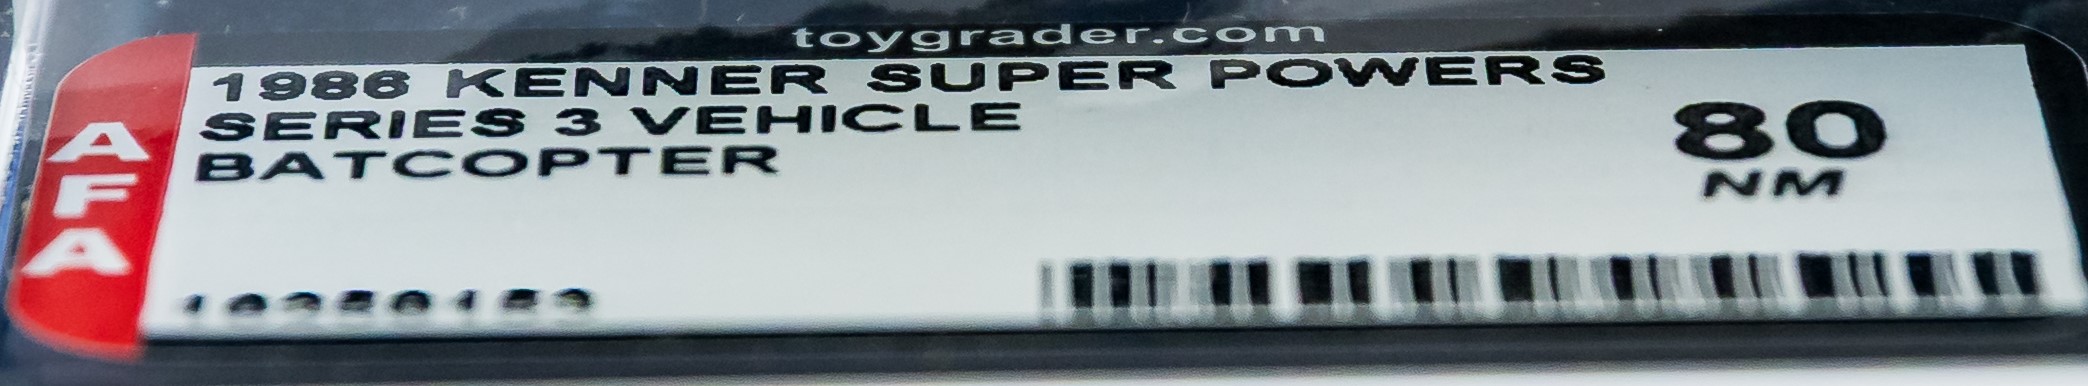 toygrader.com
AFA
1986 KENNER SUPER POWERS
SERIES 3 VEHICLE
BATCOPTER
80
NM